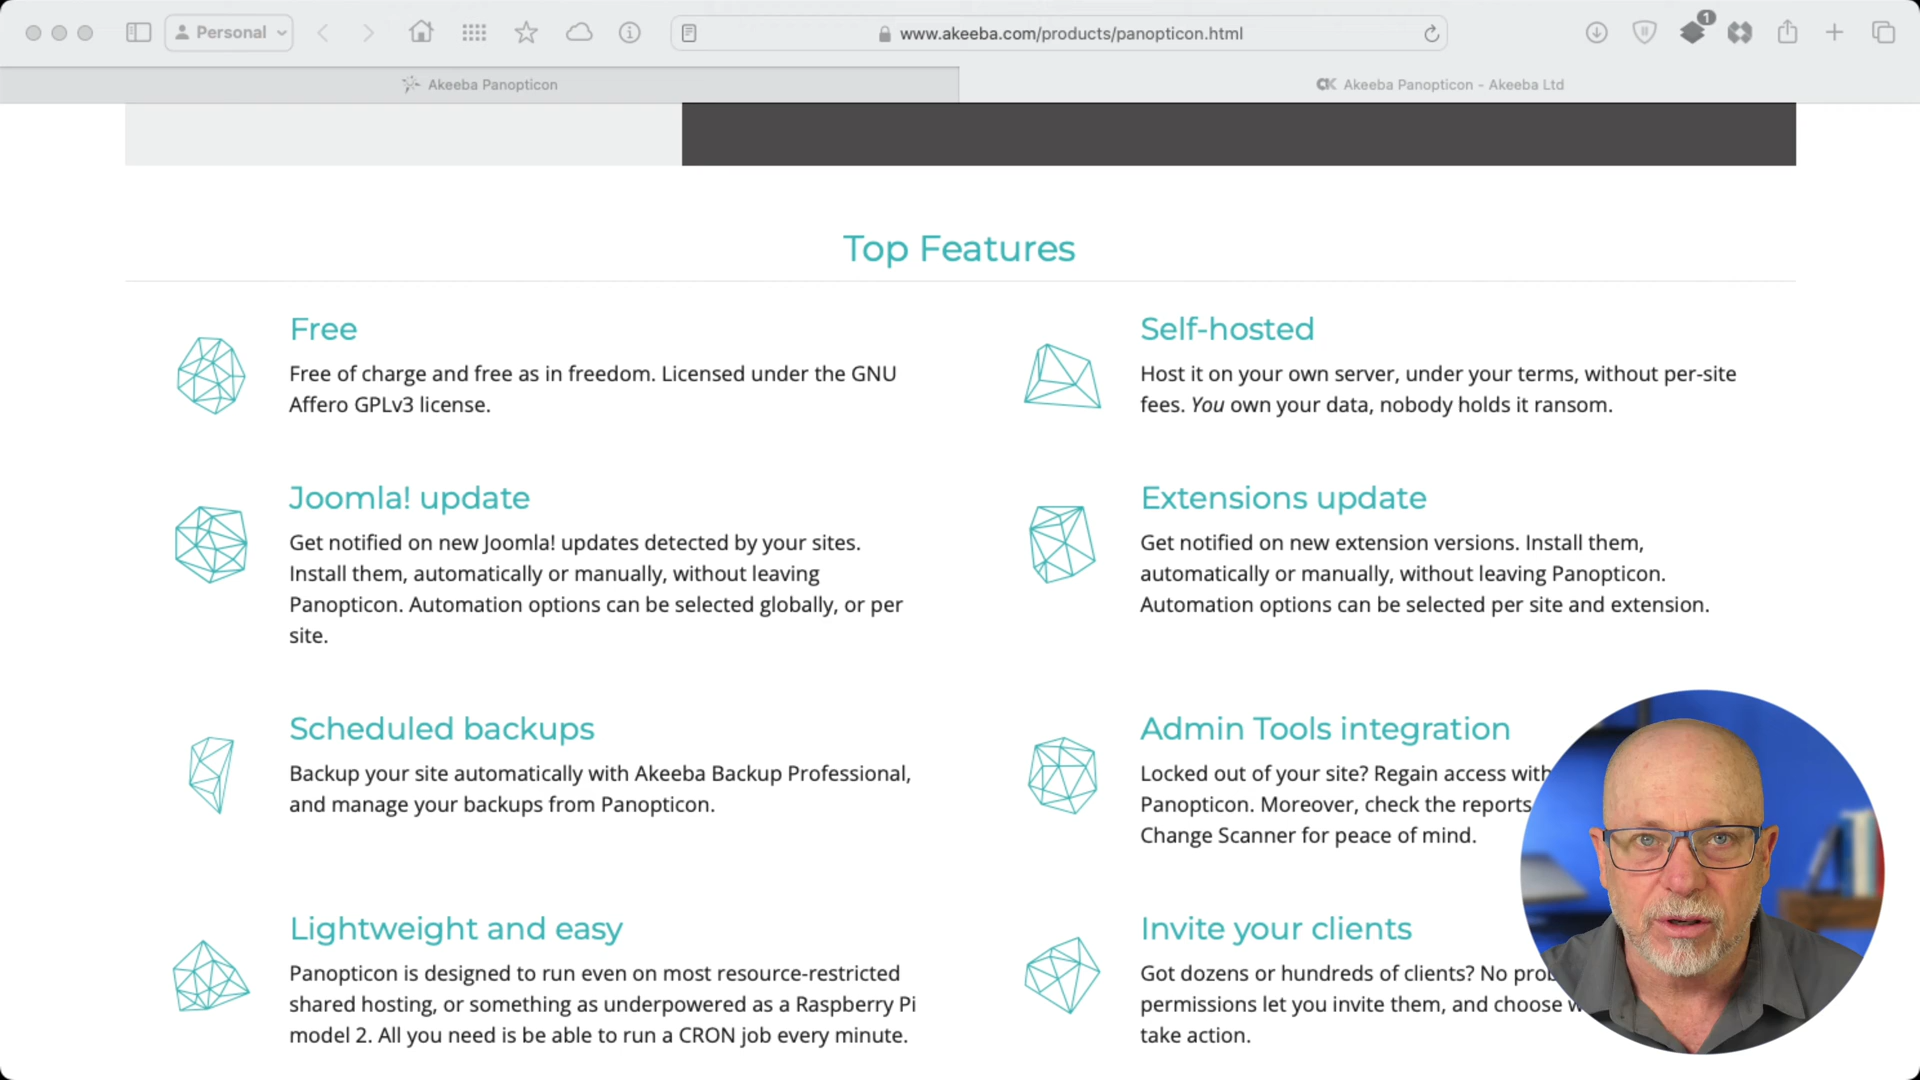 Personal
www.akeeba.com/products/panopticon.html
1
Akeeba Panopticon
Akeeba Panopticon - Akeeba Ltd
Top Features
Free
Free of charge and free as in freedom. Licensed under the GNU
Affero GPLv3 license.
Self-hosted
Host it on your own server, under your terms, without per-site
fees. You own your data, nobody holds it ransom.
Joomla! update
Get notified on new Joomla! updates detected by your sites.
Install them, automatically or manually, without leaving
Panopticon. Automation options can be selected globally, or per
site.
Extensions update
Get notified on new extension versions. Install them,
automatically or manually, without leaving Panopticon.
Automation options can be selected per site and extension.
Scheduled backups
Backup your site automatically with Akeeba Backup Professional,
and manage your backups from Panopticon.
Admin Tools integration
Locked out of your site? Regain access with
Panopticon. Moreover, check the reports
Change Scanner for peace of mind.
Lightweight and easy
Panopticon is designed to run even on most resource-restricted
shared hosting, or something as underpowered as a Raspberry Pi
model 2. All you need is be able to run a CRON job every minute.
Invite your clients
Got dozens or hundreds of clients? No
permissions let you invite them, and choose
take action.